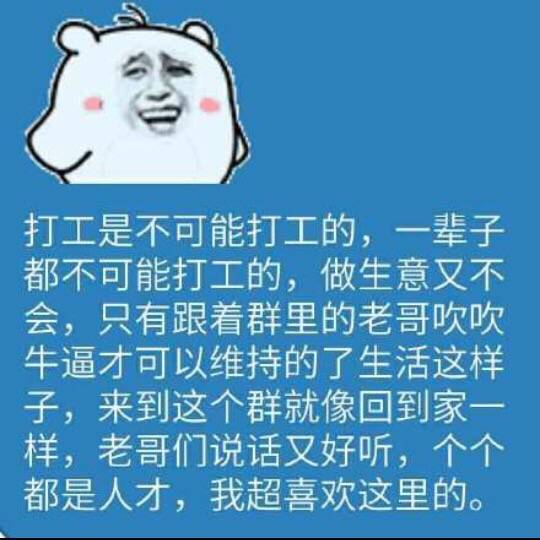 打工是不可能打工的，一辈子
都不可能打工的，做生意又不
会，只有跟着群里的老哥吹吹
牛逼才可以维持的了生活这样
子，来到这个群就像回到家一
样，老哥们说话又好听，个个
都是人才，我超喜欢这里的。